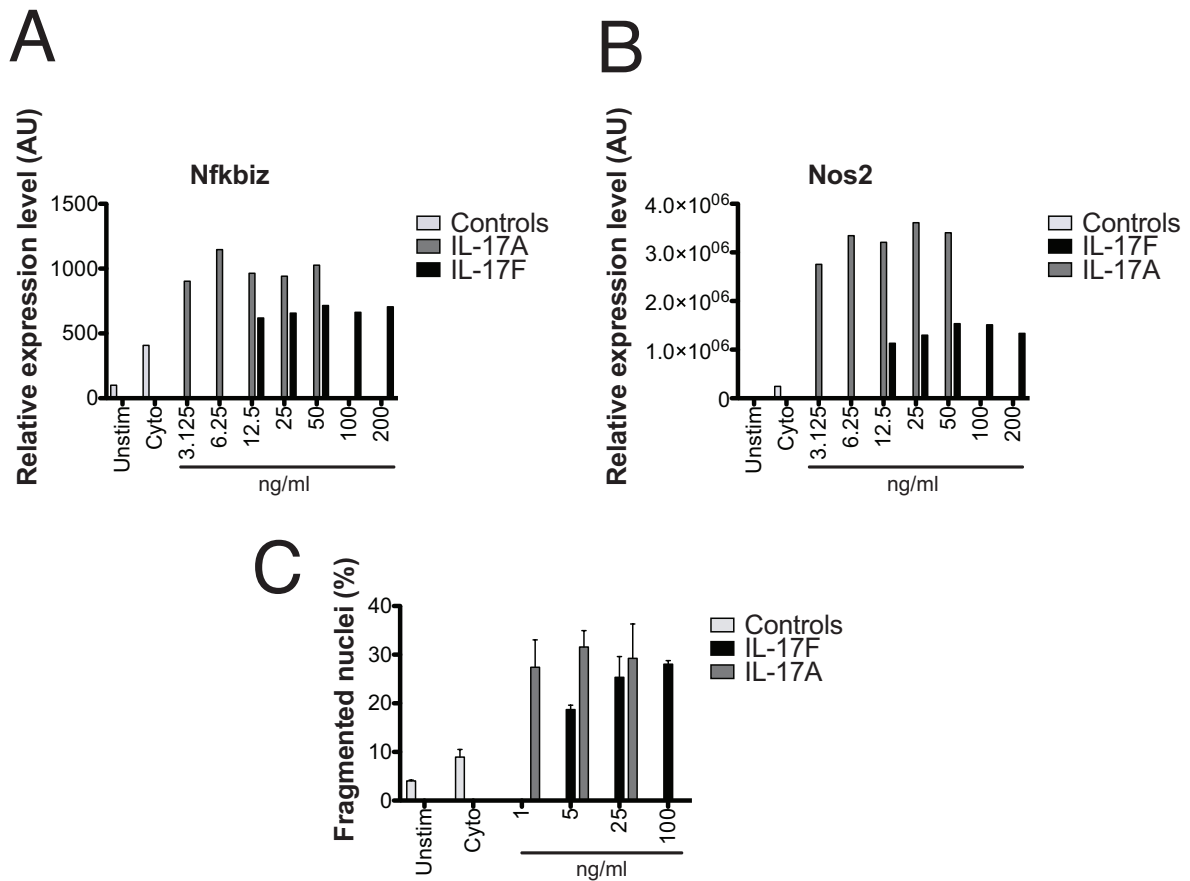 A
Relative expression level (AU)
Nfkbiz
1500
1000
500
0
Unstim
Cyto
3.125
6.25
12.5
25
50
100
200
ng/ml
Controls
IL-17A
IL-17F
B
Relative expression level (AU)
Nos2
4.0×10⁰⁶
3.0×10⁰⁶
2.0×10⁰⁶
1.0×10⁰⁶
0
Unstim
Cyto
3.125
6.25
12.5
25
50
100
200
ng/ml
Controls
IL-17F
IL-17A
C
Fragmented nuclei (%)
40
30
20
10
0
Unstim
Cyto
1
5
25
100
ng/ml
Controls
IL-17F
IL-17A